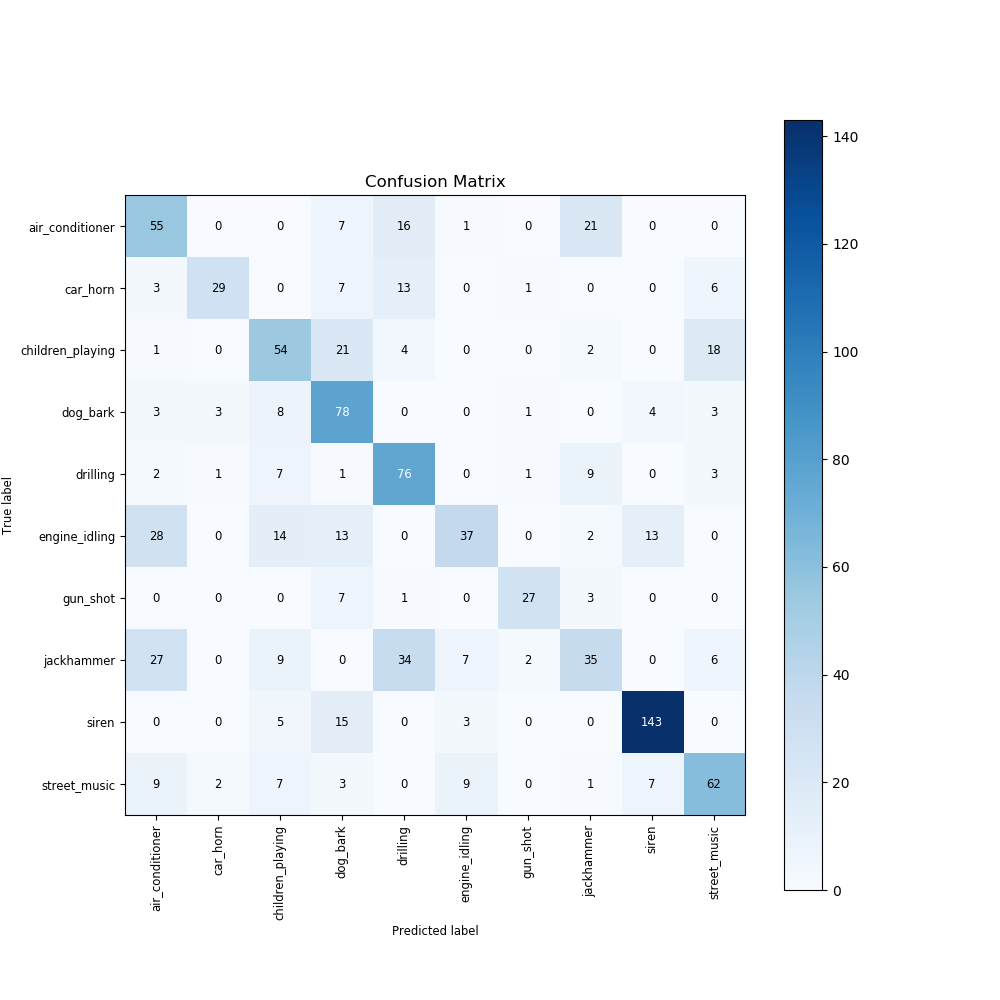 Confusion Matrix
True label
air_conditioner 55 0 0 7 16 1 0 21 0 0
car_horn 3 29 0 7 13 0 1 0 0 6
children_playing 1 0 54 21 4 0 0 2 0 18
dog_bark 3 3 8 78 0 0 1 0 4 3
drilling 2 1 7 1 76 0 1 9 0 3
engine_idling 28 0 14 13 0 37 0 2 13 0
gun_shot 0 0 0 7 1 0 27 3 0 0
jackhammer 27 0 9 0 34 7 2 35 0 6
siren 0 0 5 15 0 3 0 0 143 0
street_music 9 2 7 3 0 9 0 1 7 62
air_conditioner car_horn children_playing dog_bark drilling engine_idling gun_shot jackhammer siren street_music
Predicted label
140
120
100
80
60
40
20
0